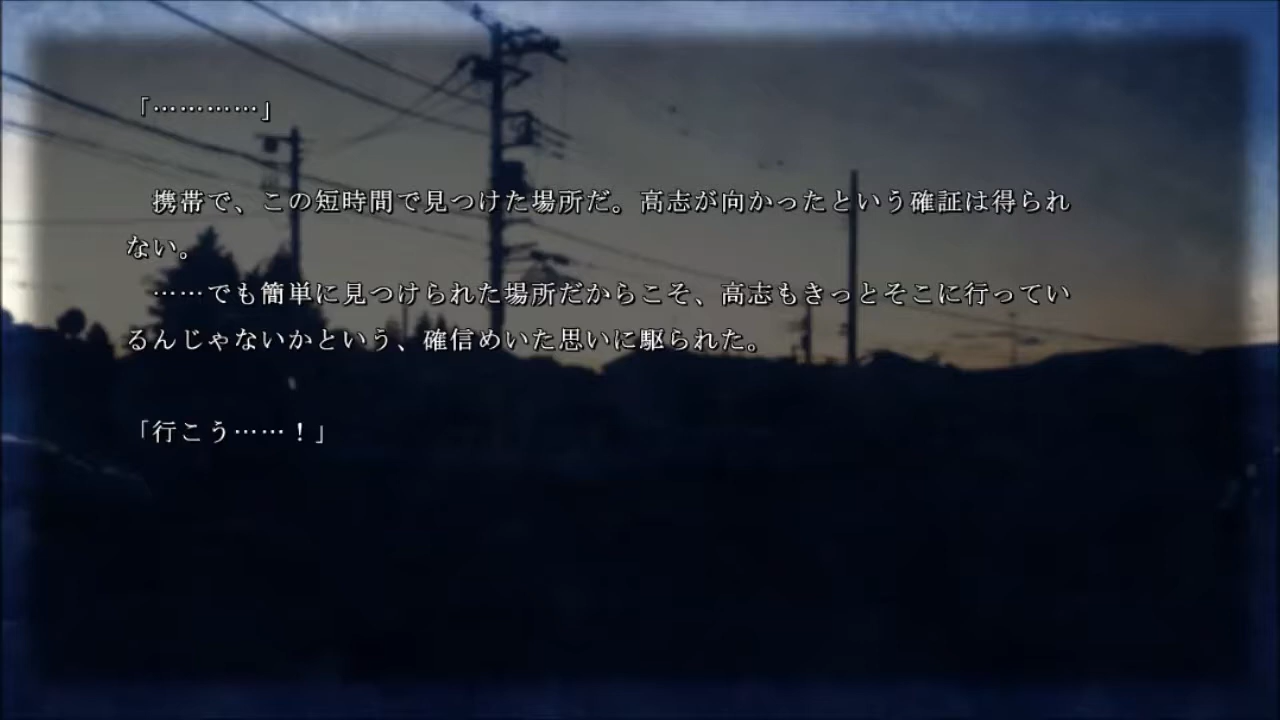 「…………」
携帯で、この短時間で見つけた場所だ。高志が向かったという確証は得られ
ない。
……でも簡単に見つけられた場所だからこそ、高志もきっとそこに行ってい
るんじゃないかという、確信めいた思いに駆られた。
「行こう……！」